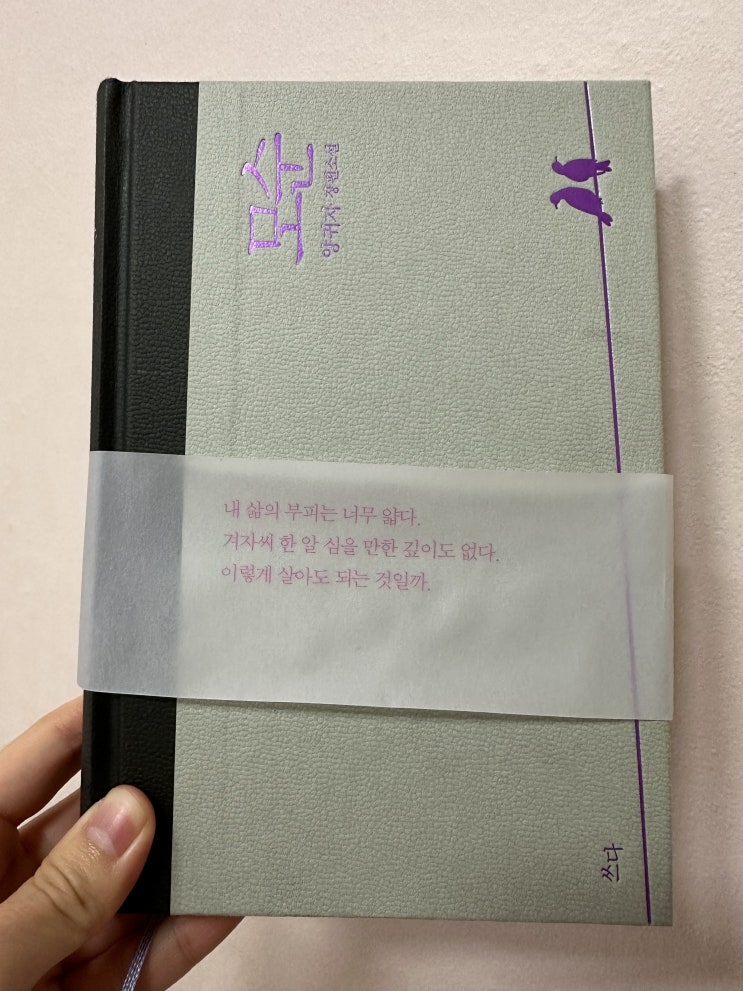 모순
양귀자 장편소설
내 삶의 부피는 너무 얇다.
겨자씨 한 알 심을 만한 깊이도 없다.
이렇게 살아도 되는 것일까.
쓰다